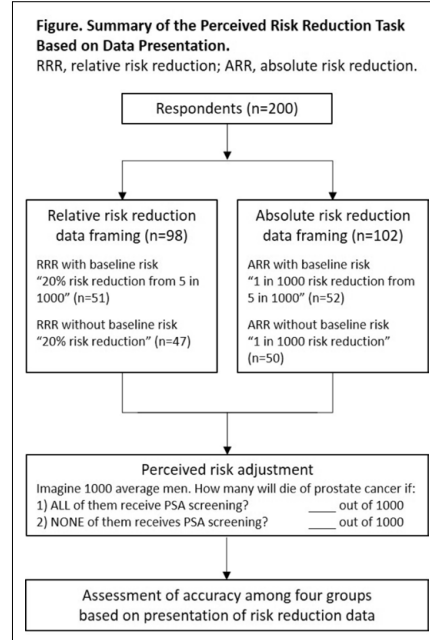 Figure. Summary of the Perceived Risk Reduction Task
Based on Data Presentation.
RRR, relative risk reduction; ARR, absolute risk reduction.
Respondents (n=200)
Relative risk reduction
data framing (n=98)
RRR with baseline risk
“20% risk reduction from 5 in
1000” (n=51)
RRR without baseline risk
“20% risk reduction” (n=47)
Absolute risk reduction
data framing (n=102)
ARR with baseline risk
“1 in 1000 risk reduction from
5 in 1000” (n=52)
ARR without baseline risk
“1 in 1000 risk reduction”
(n=50)
Perceived risk adjustment
Imagine 1000 average men. How many will die of prostate cancer if:
1) ALL of them receive PSA screening? ____ out of 1000
2) NONE of them receives PSA screening? ____ out of 1000
Assessment of accuracy among four groups
based on presentation of risk reduction data